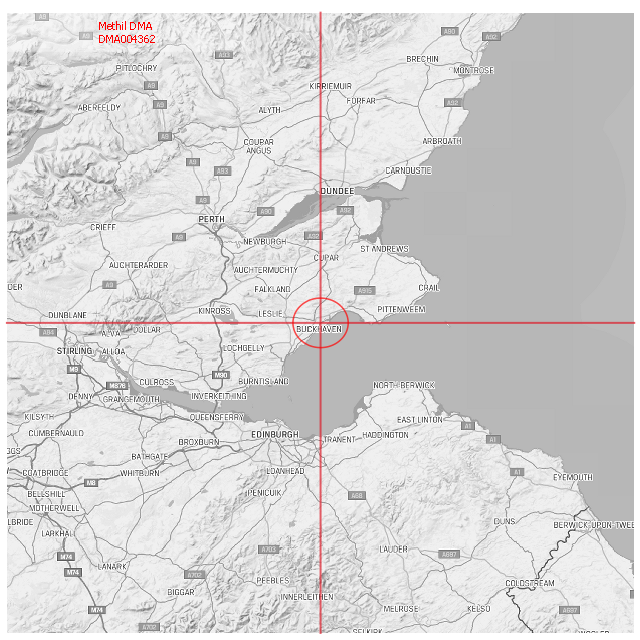 A9
Methil DMA
DMA004362
A9
A90
A92
A93
PITLOCHRY
BRECHIN
MONTROSE
A9
KIRRIEMUIR
FORFAR
ABERFELDY
A9
ALYTH
A92
A9
COUPAR
ANGUS
ARBROATH
A9
A93
CARNOUSTIE
DUNDEE
A9
A90
A92
PERTH
CRIEFF
A9
NEWBURGH
A92
ST ANDREWS
CUPAR
AUCHTERARDER
AUCHTERMUCHTY
A9
FALKLAND
A915
CRAIL
DER
KINROSS
LESLIE
PITTENWEEM
DUNBLANE
A84
ALVA
DOLLAR
BUCKHAVEN
STIRLING
ALLOA
LOCHGELLY
M9
M90
M876
CULROSS
BURNTISLAND
NORTH BERWICK
DENNY
GRANGEMOUTH
INVERKEITHING
KILSYTH
QUEENSFERRY
EAST LINTON
A1
CUMBERNAULD
BROXBURN
EDINBURGH
TRANENT
HADDINGTON
A1
GGS
BATHGATE
COATBRIDGE
WHITBURN
LOANHEAD
A1
EYEMOUTH
M8
BELLSHILL
PENICUIK
A68
MOTHERWELL
DUNS
BERWICK-UPON-TWEE
LBRIDE
LARKHALL
M74
A703
LAUDER
A697
LANARK
M74
A702
PEEBLES
COLDSTREAM
BIGGAR
INNERLEITHEN
M74
MELROSE
KELSO
A697
A702
SELKIRK
WOOLER